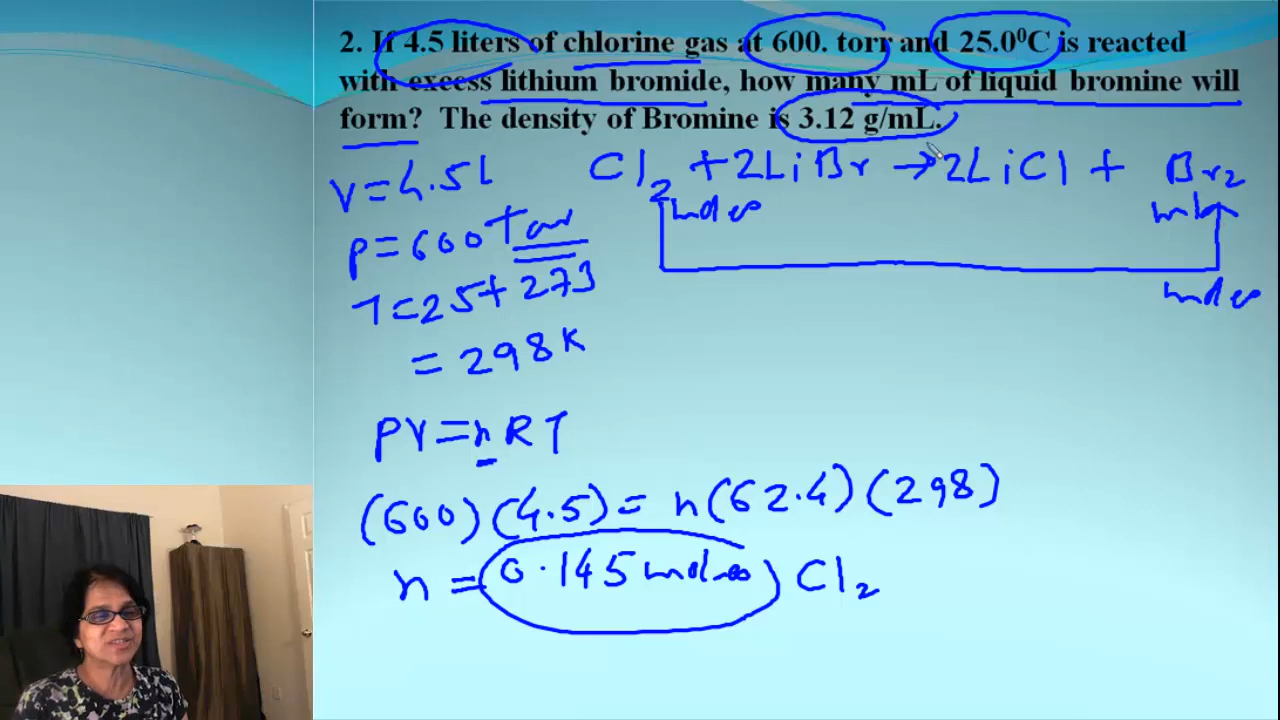 2. If 4.5 liters of chlorine gas at 600. torr and 25.0⁰C is reacted
with excess lithium bromide, how many mL of liquid bromine will
form? The density of Bromine is 3.12 g/mL.
Cl₂ + 2LiBr → 2LiCl + Br₂
moles mL
moles
V = 4.5L
P = 600 Torr
T = 25 + 273
= 298K
PV = nRT
(600)(4.5) = n(62.4)(298)
n = 0.145 moles Cl₂